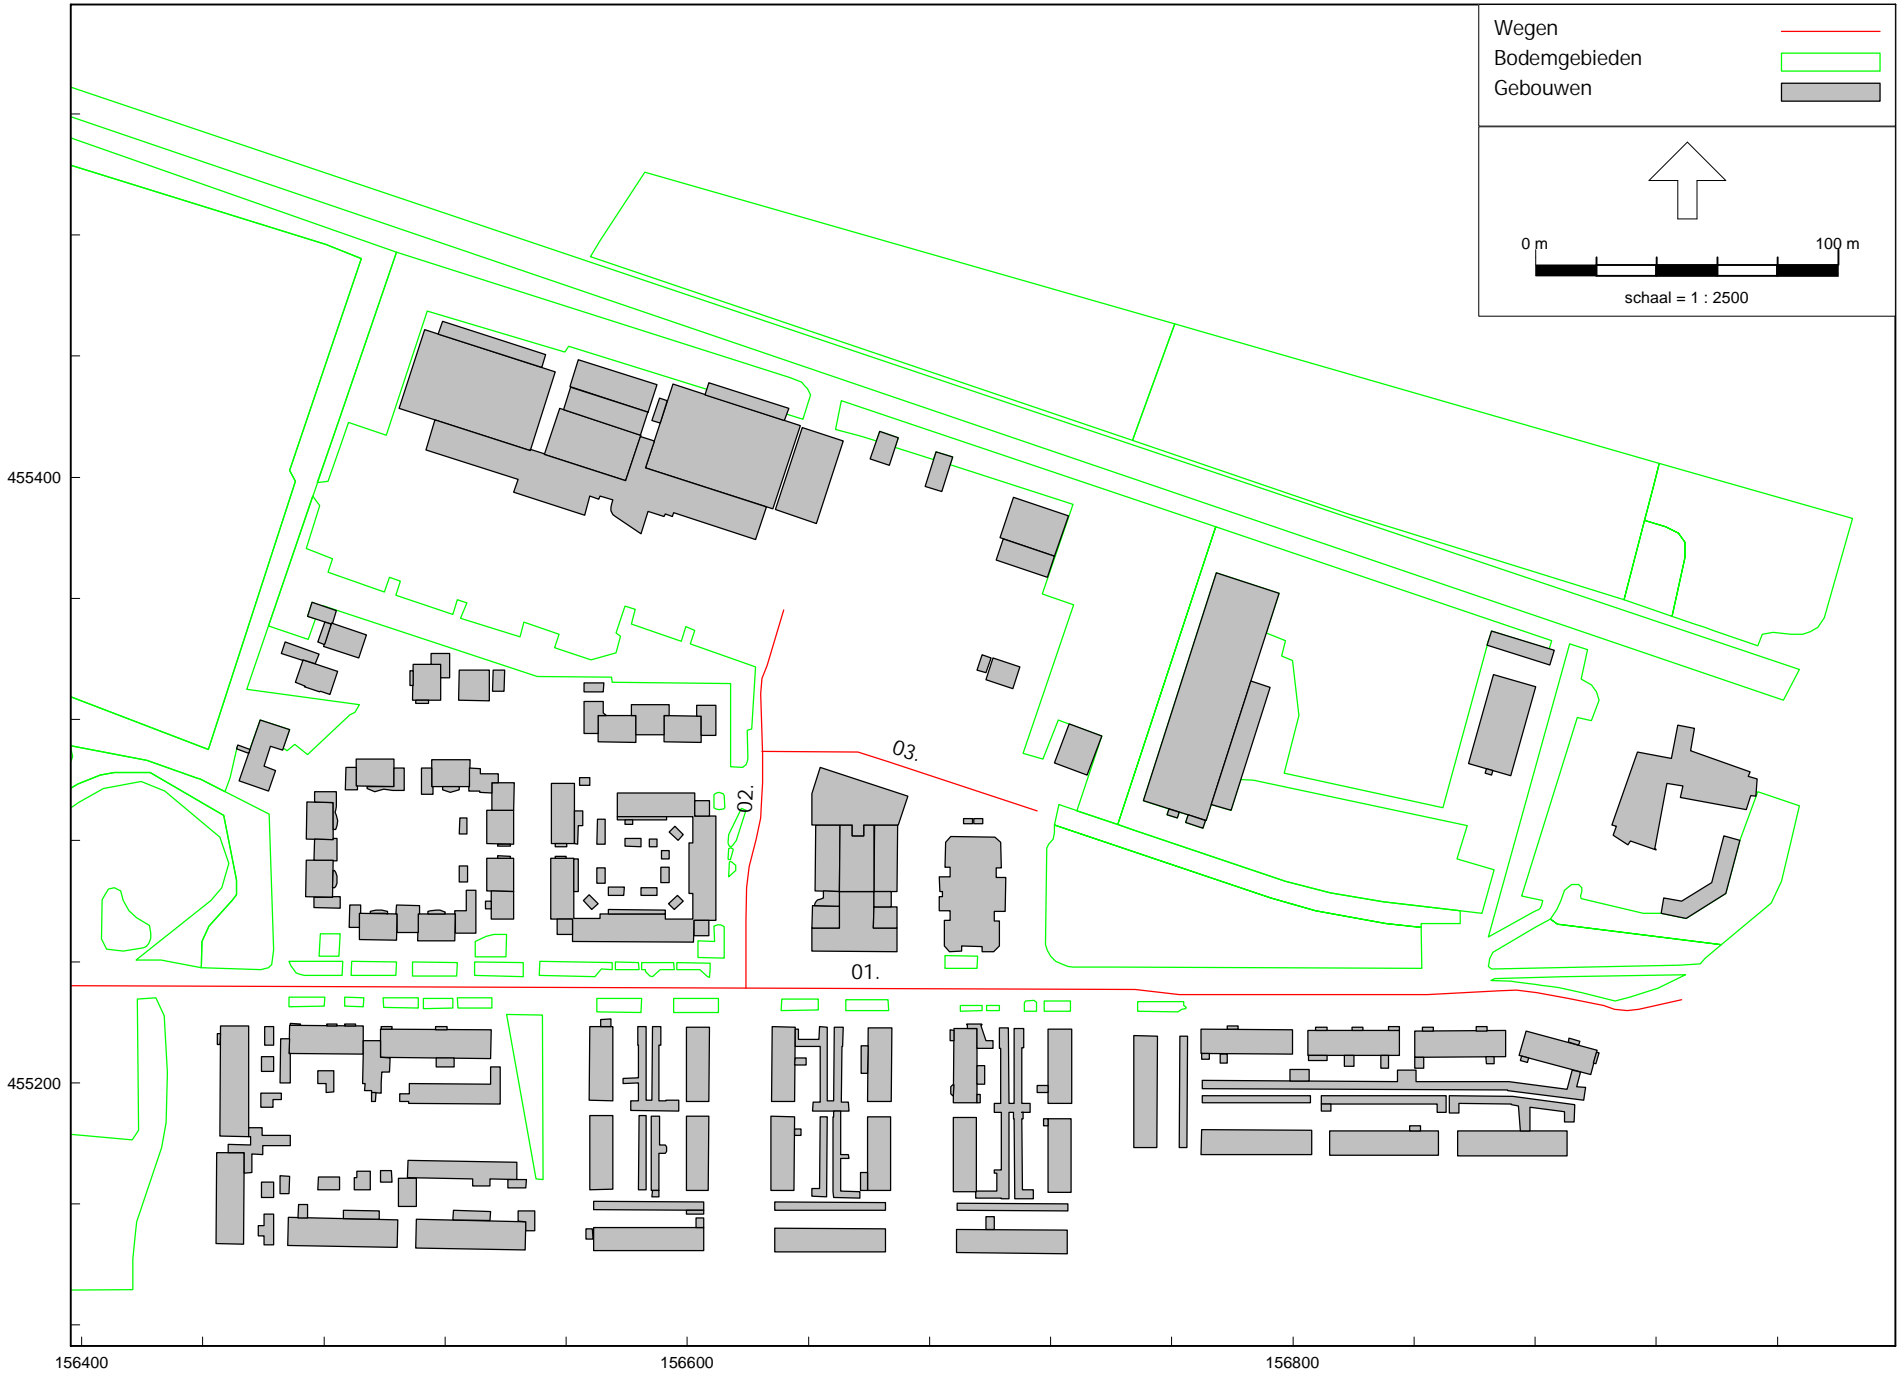 Wegen
Bodemgebieden
Gebouwen
0 m 100 m
schaal = 1 : 2500
455400
03.
02.
01.
455200
156400 156600 156800